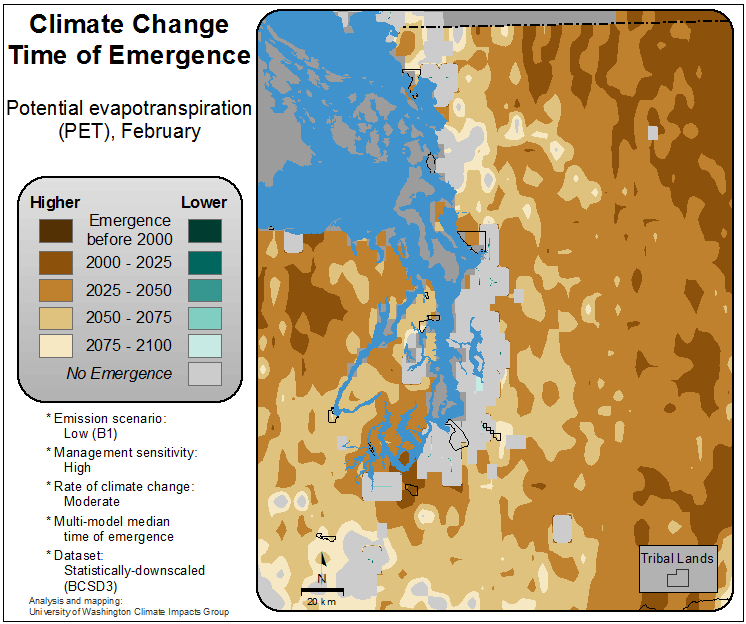 Climate Change
Time of Emergence
Potential evapotranspiration
(PET), February
Higher Lower
Emergence
before 2000
2000 - 2025
2025 - 2050
2050 - 2075
2075 - 2100
No Emergence
* Emission scenario:
Low (B1)
* Management sensitivity:
High
* Rate of climate change:
Moderate
* Multi-model median
time of emergence
* Dataset:
Statistically-downscaled
(BCSD3)
Analysis and mapping:
University of Washington Climate Impacts Group
N
20 km
Tribal Lands